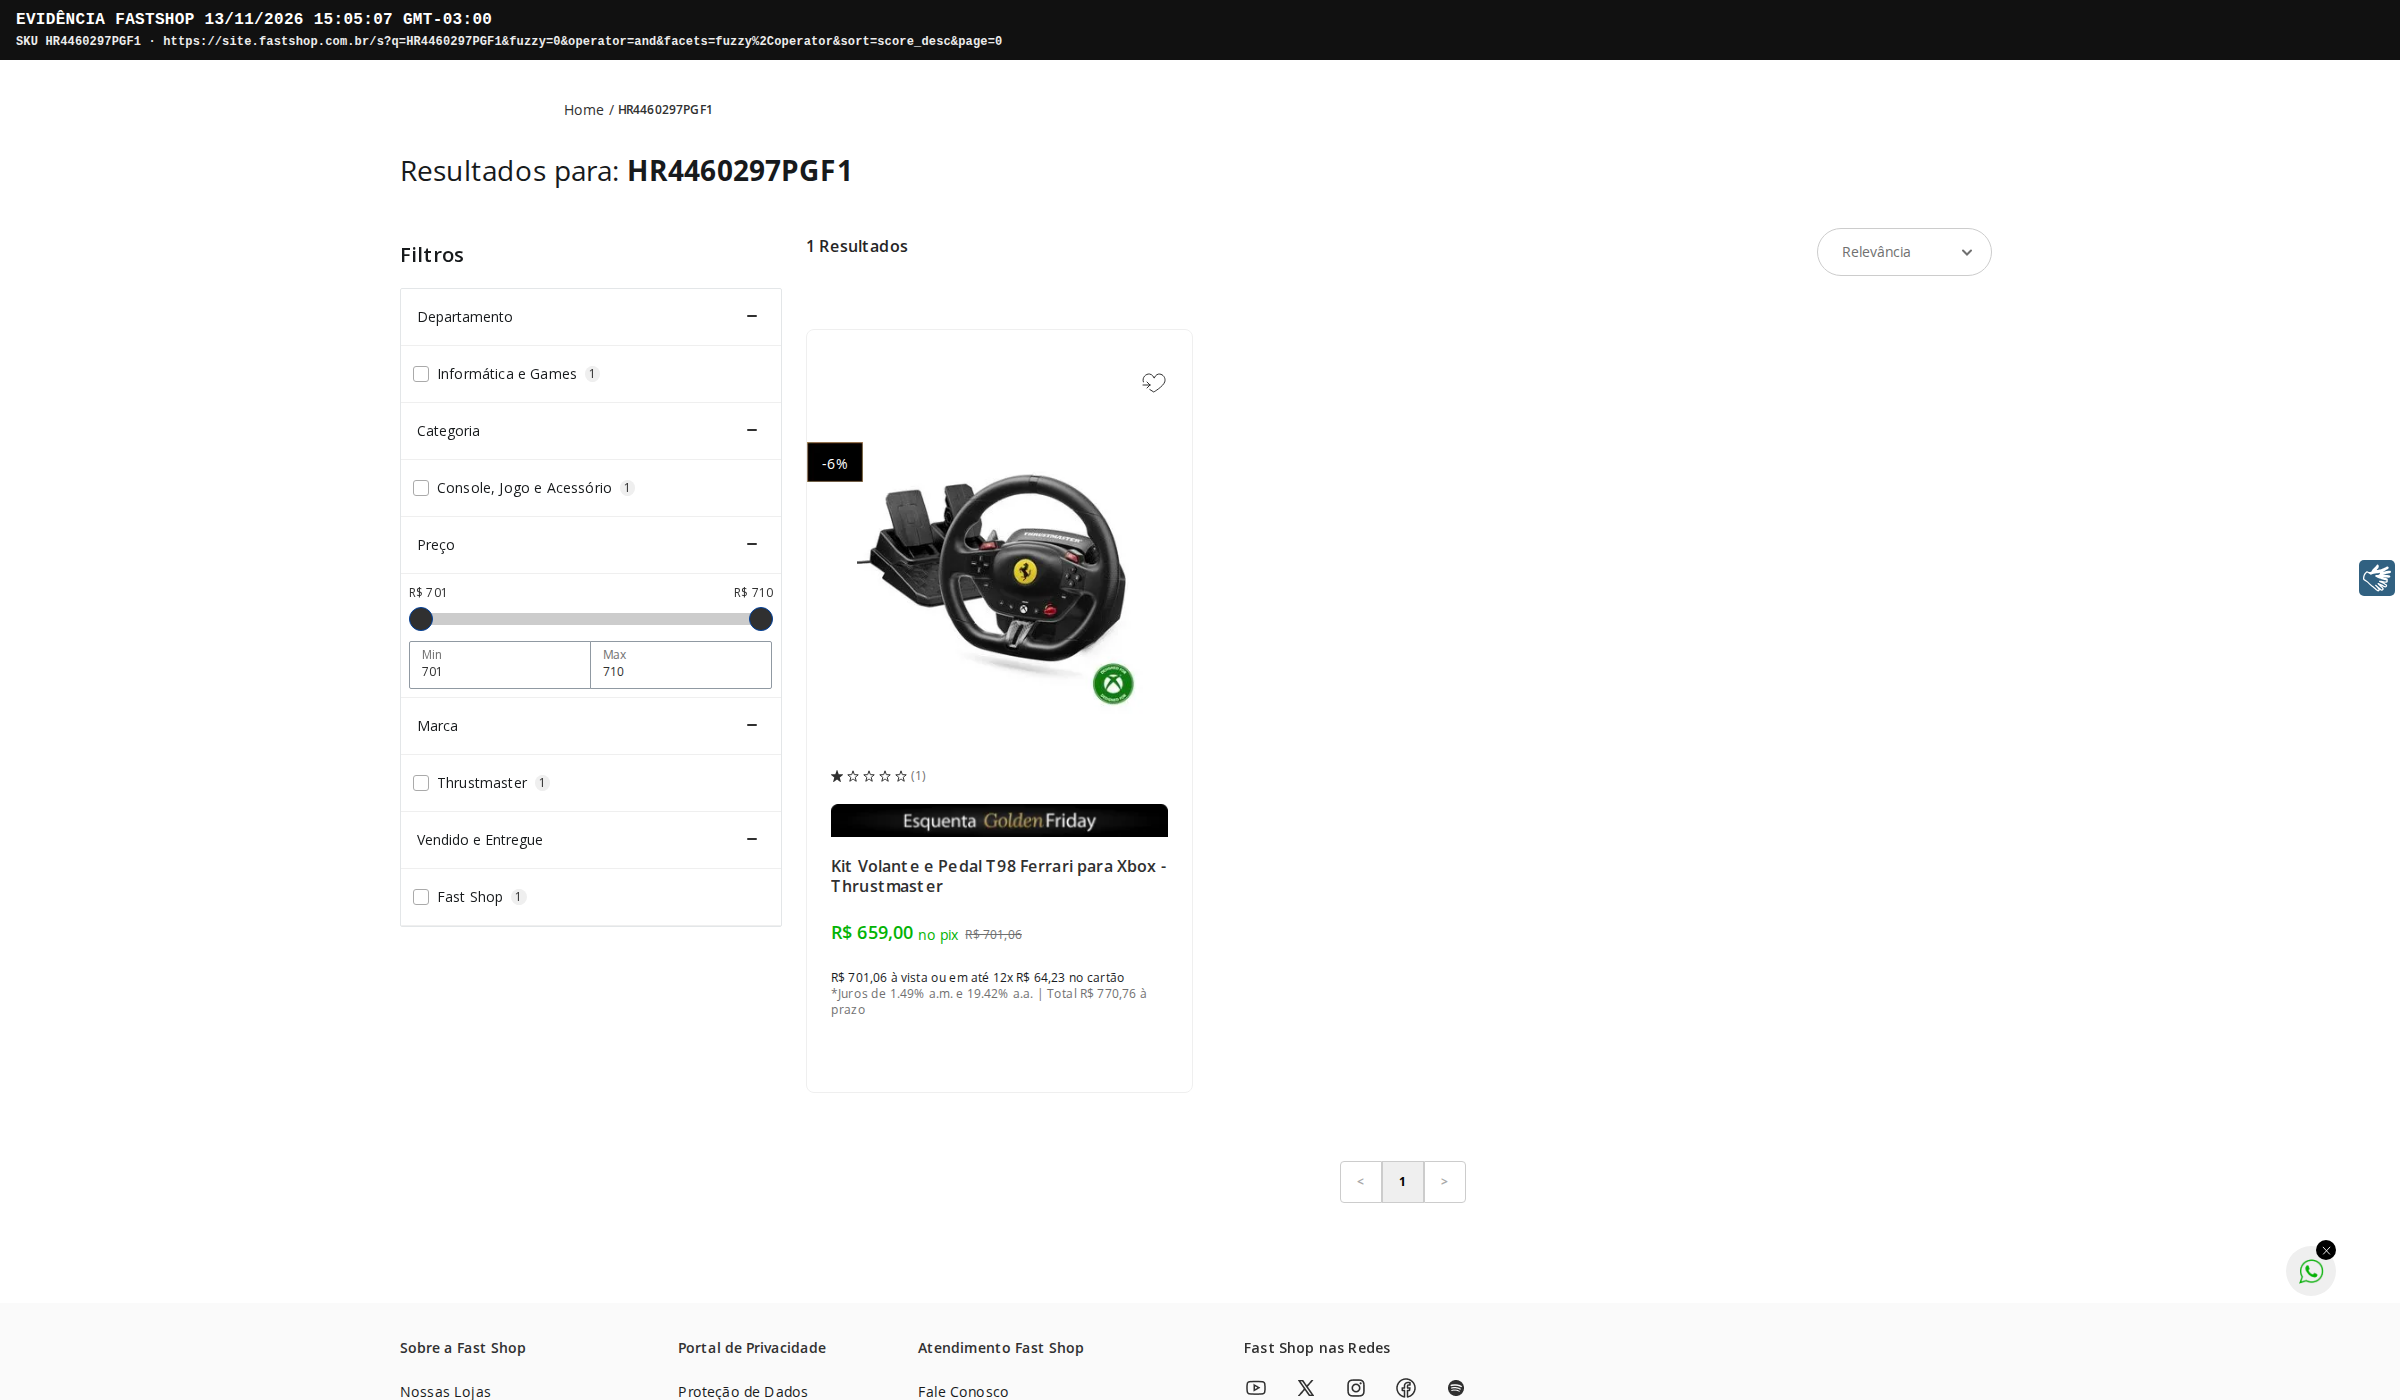 EVIDÊNCIA FASTSHOP 13/11/2026 15:05:07 GMT-03:00
SKU HR4460297PGF1 · https://site.fastshop.com.br/s?q=HR4460297PGF1&fuzzy=0&operator=and&facets=fuzzy%2Coperator&sort=score_desc&page=0
Home / HR4460297PGF1
Resultados para: HR4460297PGF1
Filtros
1 Resultados
Relevância
Departamento
Informática e Games 1
Categoria
Console, Jogo e Acessório 1
Preço
R$ 701
R$ 710
Min
701
Max
710
Marca
Thrustmaster 1
Vendido e Entregue
Fast Shop 1
-6%
THRUSTMASTER
(1)
Esquenta Golden Friday
Kit Volante e Pedal T98 Ferrari para Xbox -
Thrustmaster
R$ 659,00 no pix R$ 701,06
R$ 701,06 à vista ou em até 12x R$ 64,23 no cartão
*Juros de 1.49% a.m. e 19.42% a.a. | Total R$ 770,76 à
prazo
< 1 >
Sobre a Fast Shop
Portal de Privacidade
Atendimento Fast Shop
Fast Shop nas Redes
Nossas Lojas
Proteção de Dados
Fale Conosco